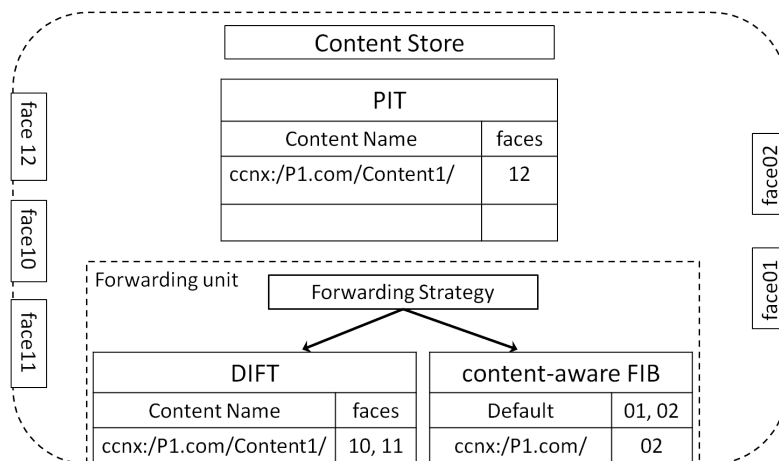 Content Store
PIT
Content Name faces
ccnx:/P1.com/Content1/ 12
face 12
face10
face11
face02
face01
Forwarding unit
Forwarding Strategy
DIFT
Content Name faces
ccnx:/P1.com/Content1/ 10, 11
content-aware FIB
Default 01, 02
ccnx:/P1.com/ 02